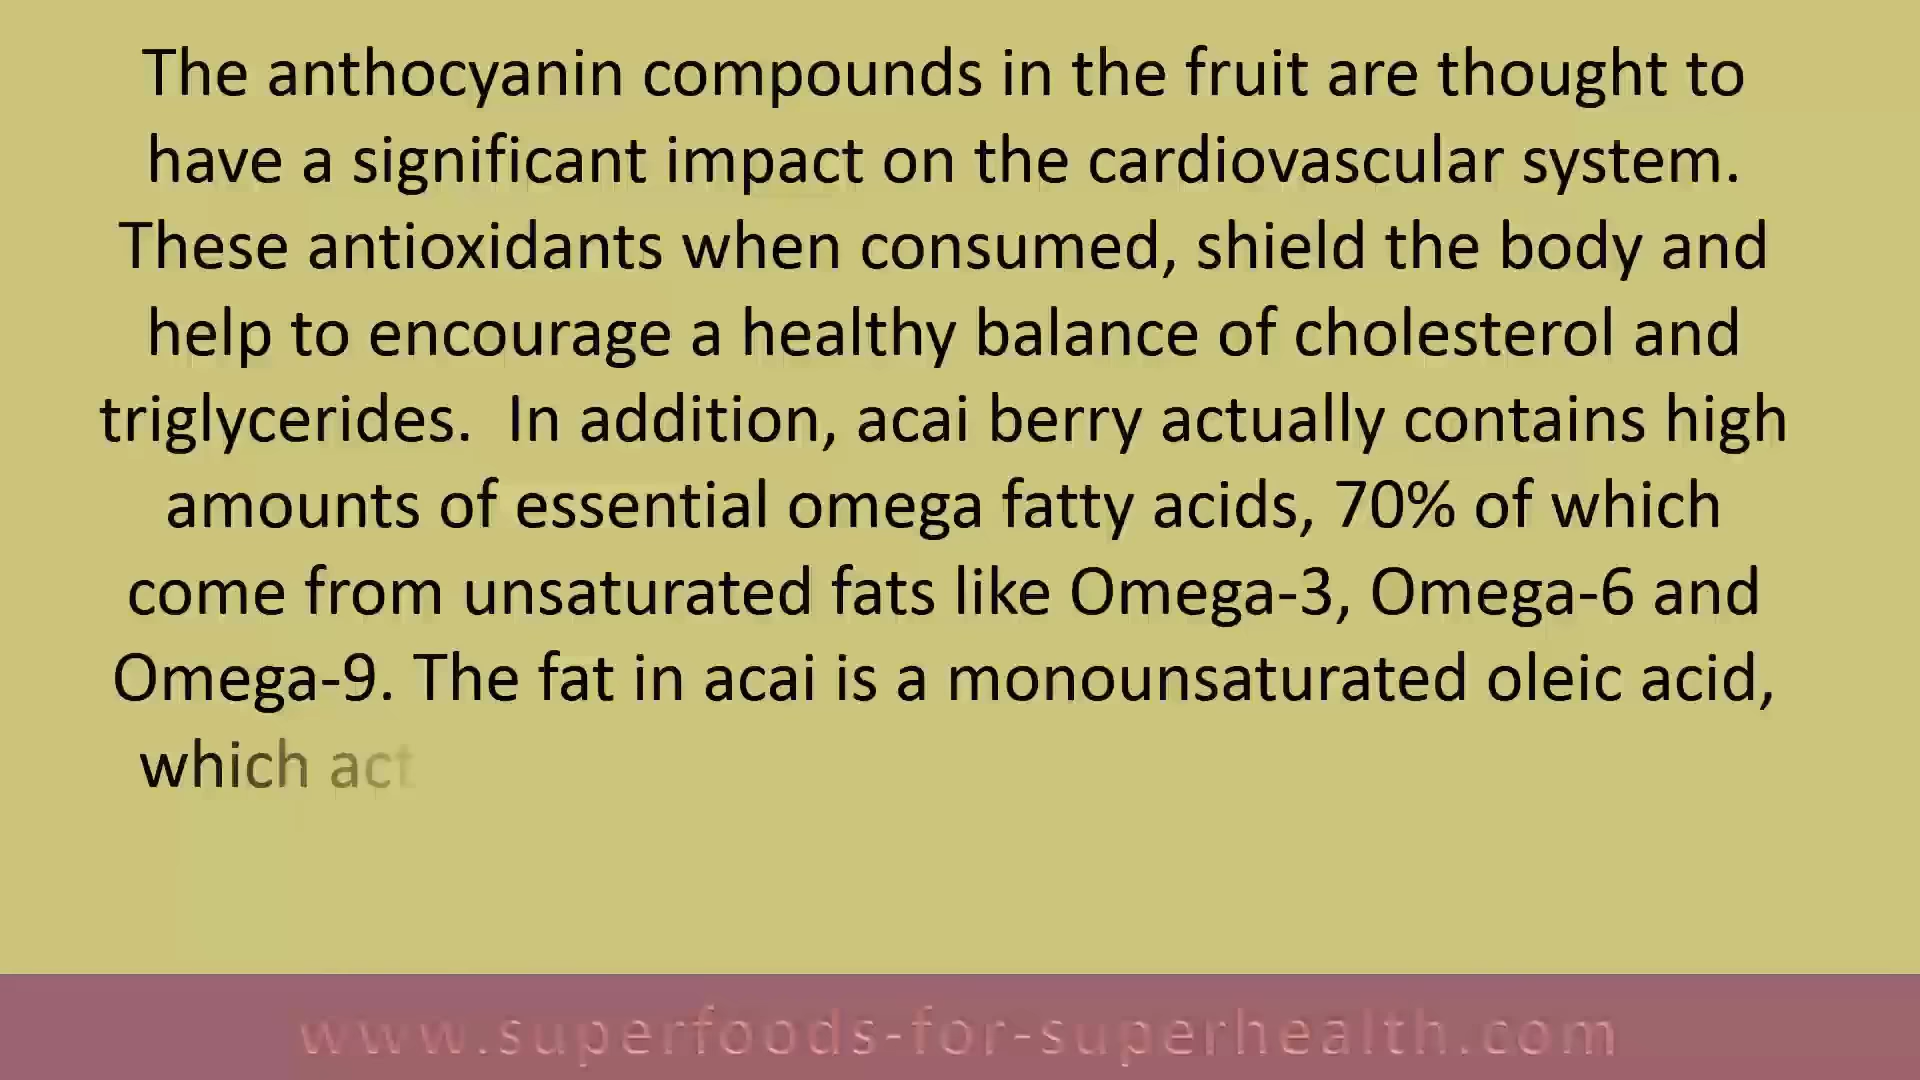 The anthocyanin compounds in the fruit are thought to
have a significant impact on the cardiovascular system.
These antioxidants when consumed, shield the body and
help to encourage a healthy balance of cholesterol and
triglycerides.  In addition, acai berry actually contains high
amounts of essential omega fatty acids, 70% of which
come from unsaturated fats like Omega-3, Omega-6 and
Omega-9. The fat in acai is a monounsaturated oleic acid,
which act
www.superfoods-for-superhealth.com